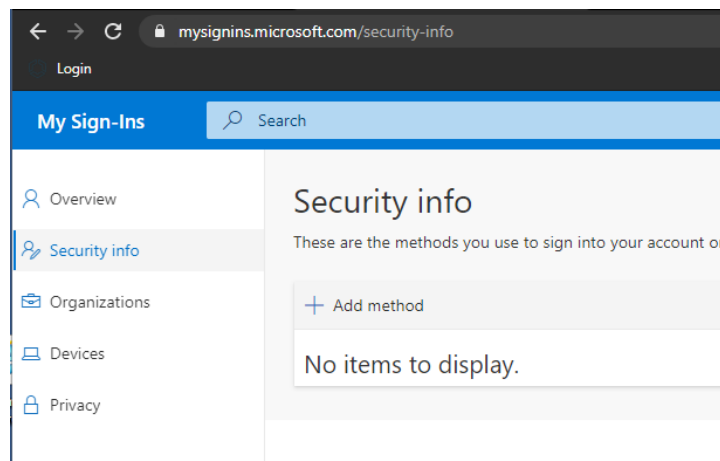 mysignins.microsoft.com/security-info
Login
My Sign-Ins
Search
Overview
Security info
Organizations
Devices
Privacy
Security info
These are the methods you use to sign into your account
Add method
No items to display.